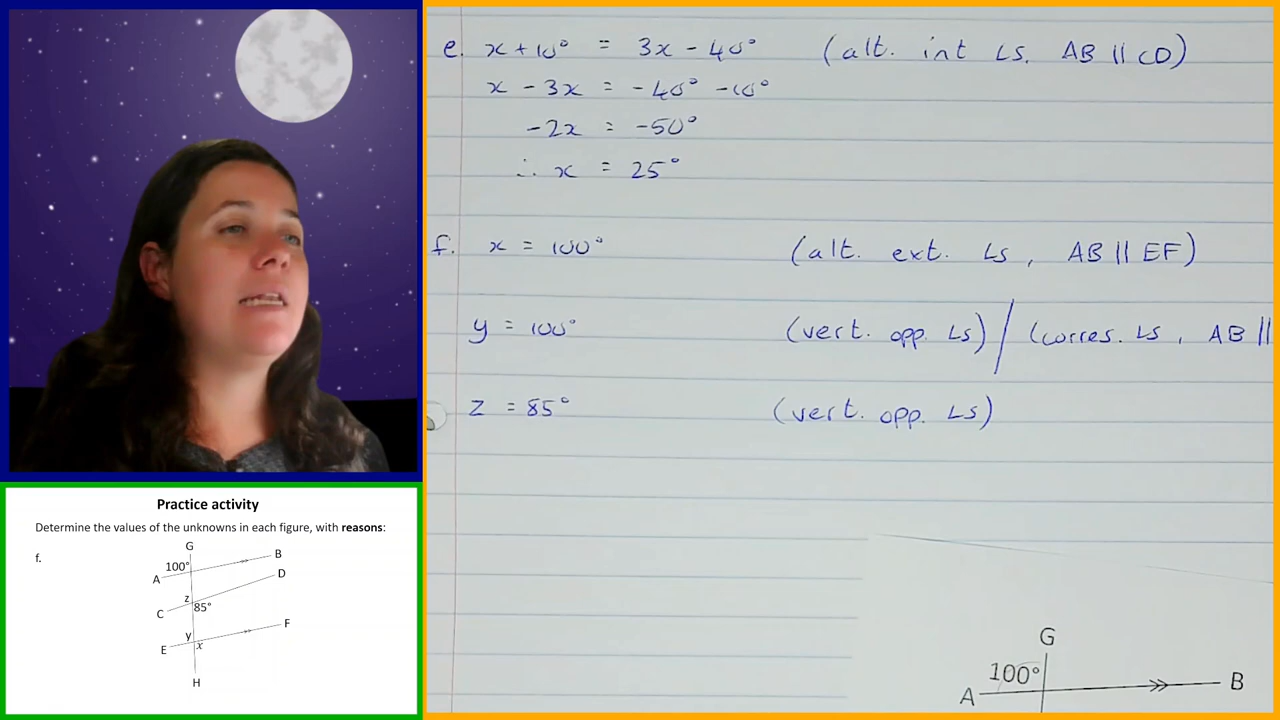 e. x + 10° = 3x - 40° (alt. int ∠s. AB || CD)
x - 3x = -40° -10°
-2x = -50°
∴ x = 25°
f. x = 100° (alt. ext. ∠s, AB || EF)
y = 100° (vert. opp. ∠s) / (corres. ∠s, AB ||
z = 85° (vert. opp. ∠s)
Practice activity
Determine the values of the unknowns in each figure, with reasons:
f.
G
B
100°
A
D
z
85°
C
F
y
x
E
H
G
100°
A
B